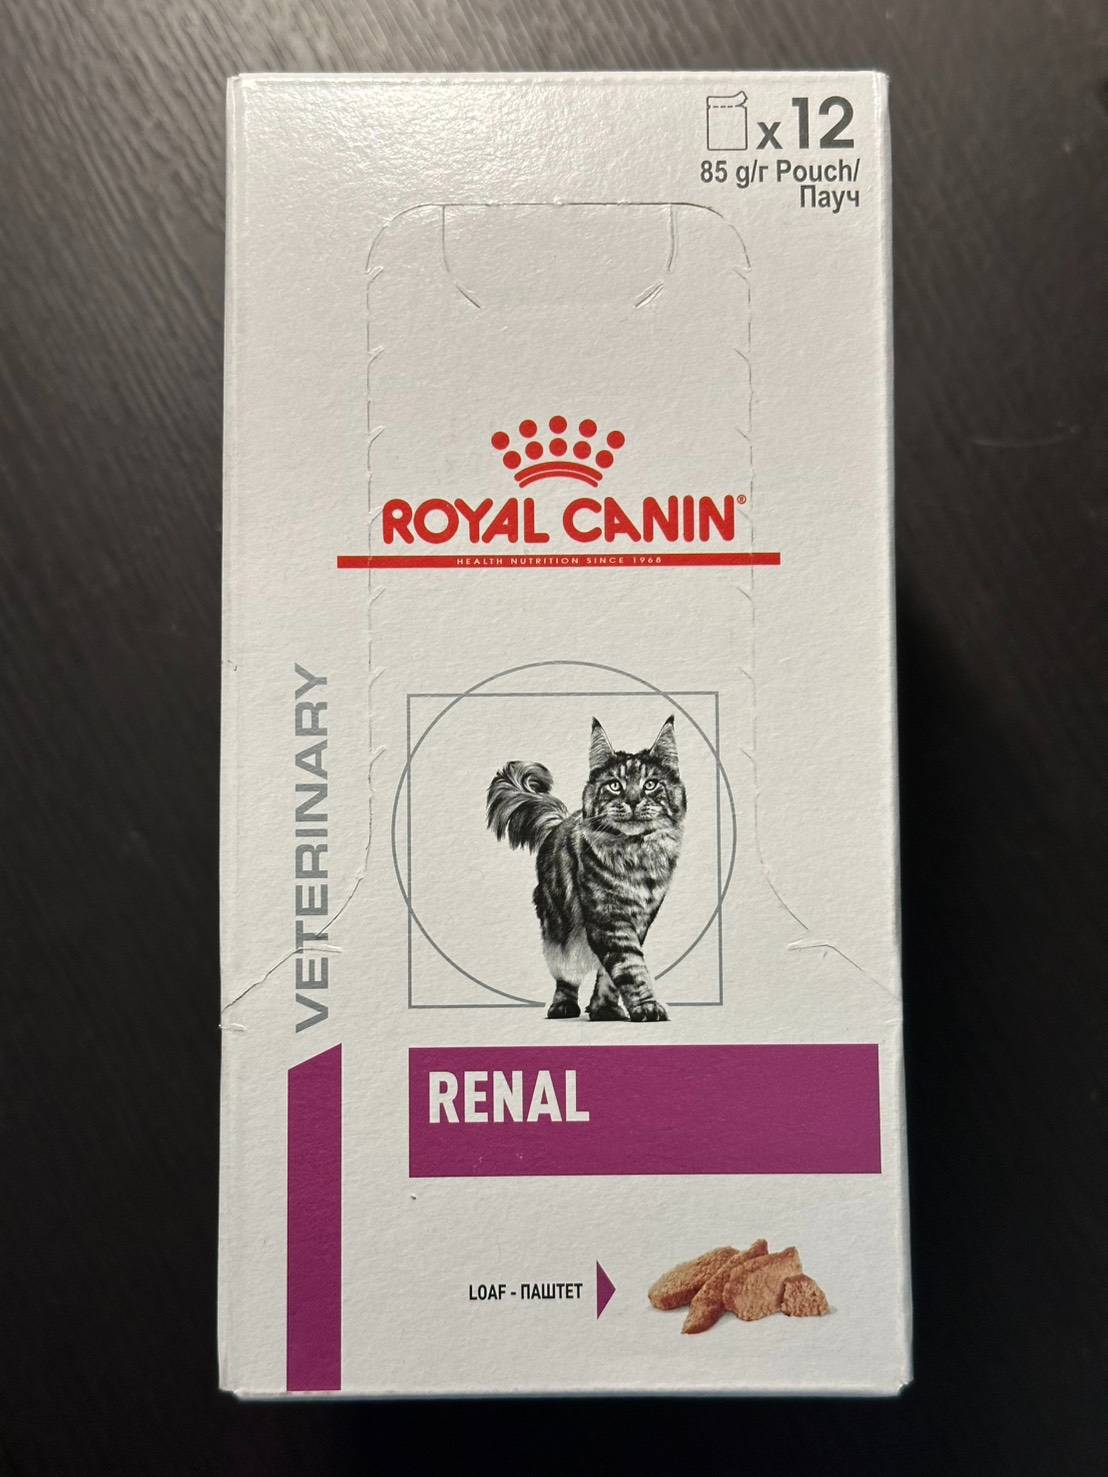 x12
85 g/г Pouch/
Пауч
ROYAL CANIN®
HEALTH NUTRITION SINCE 1968
VETERINARY
RENAL
LOAF - ПАШТЕТ